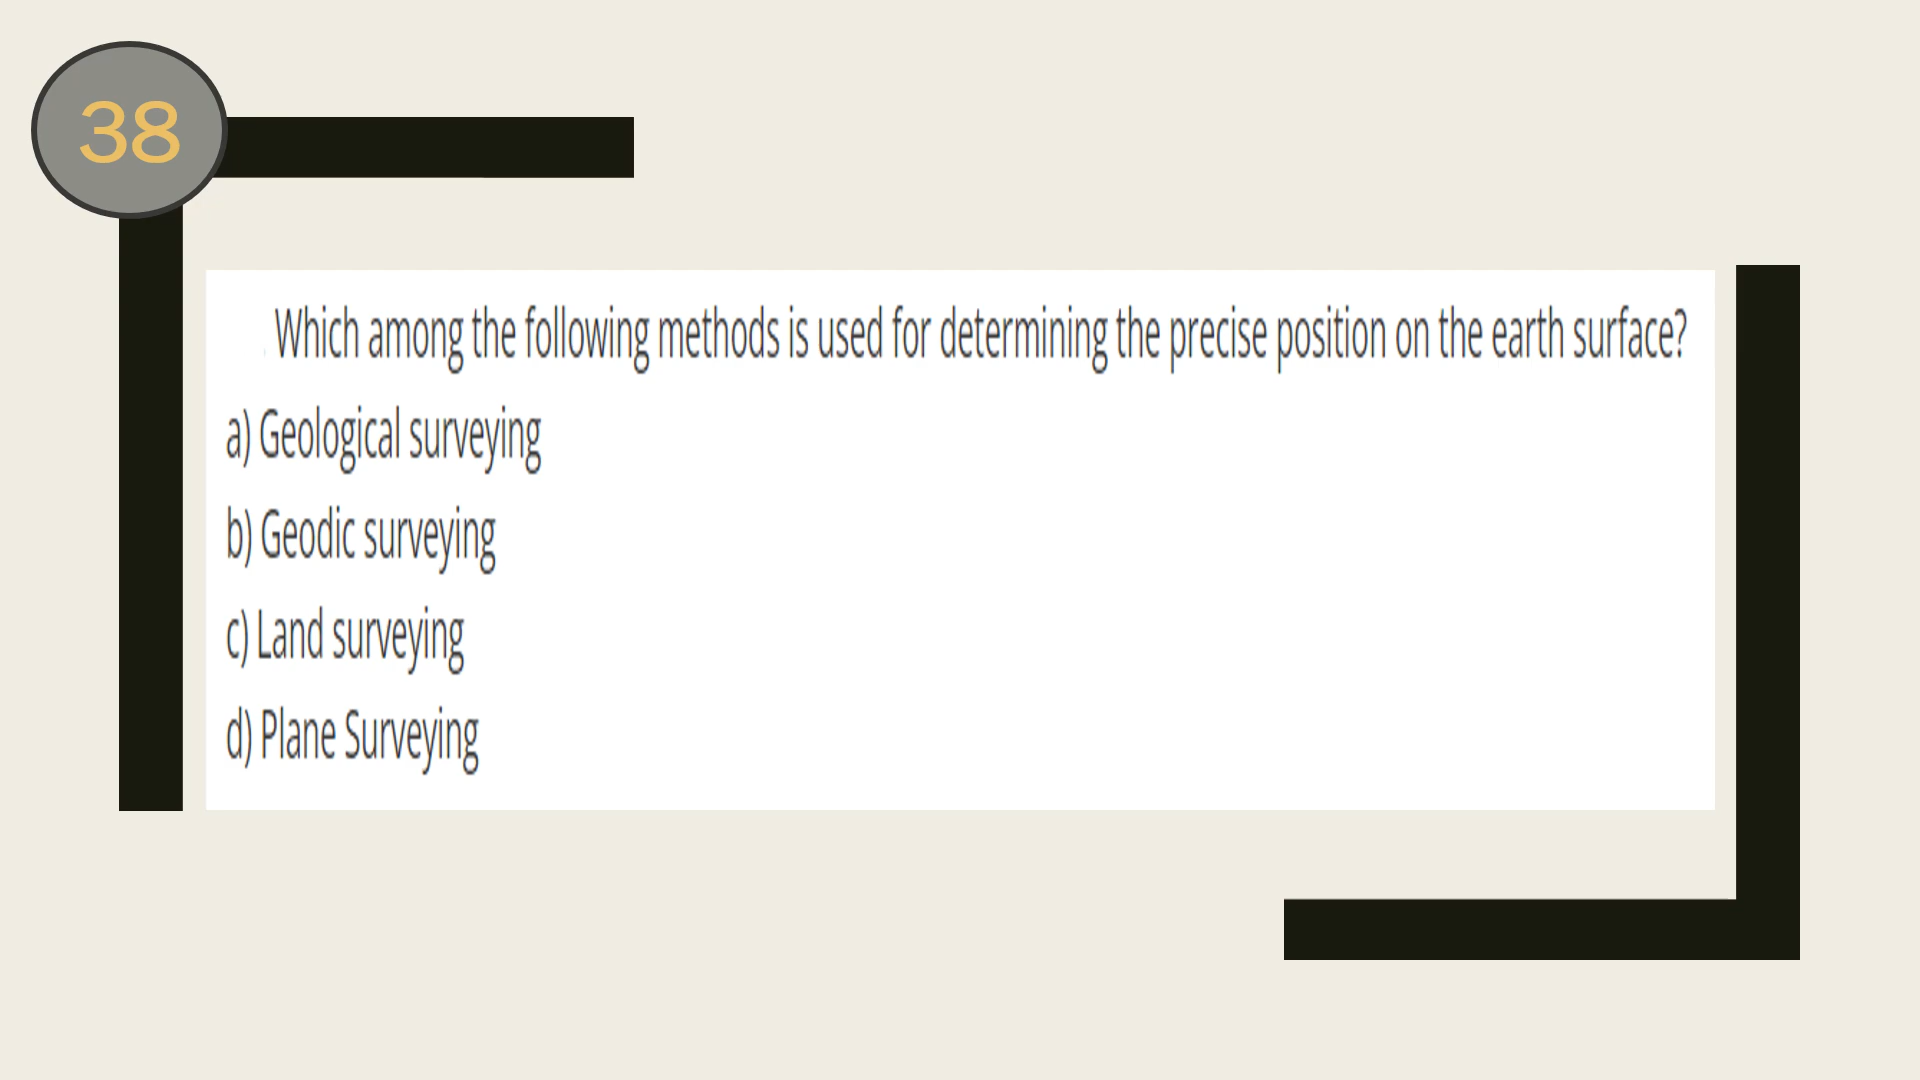 38
Which among the following methods is used for determining the precise position on the earth surface?
a) Geological surveying
b) Geodic surveying
c) Land surveying
d) Plane Surveying